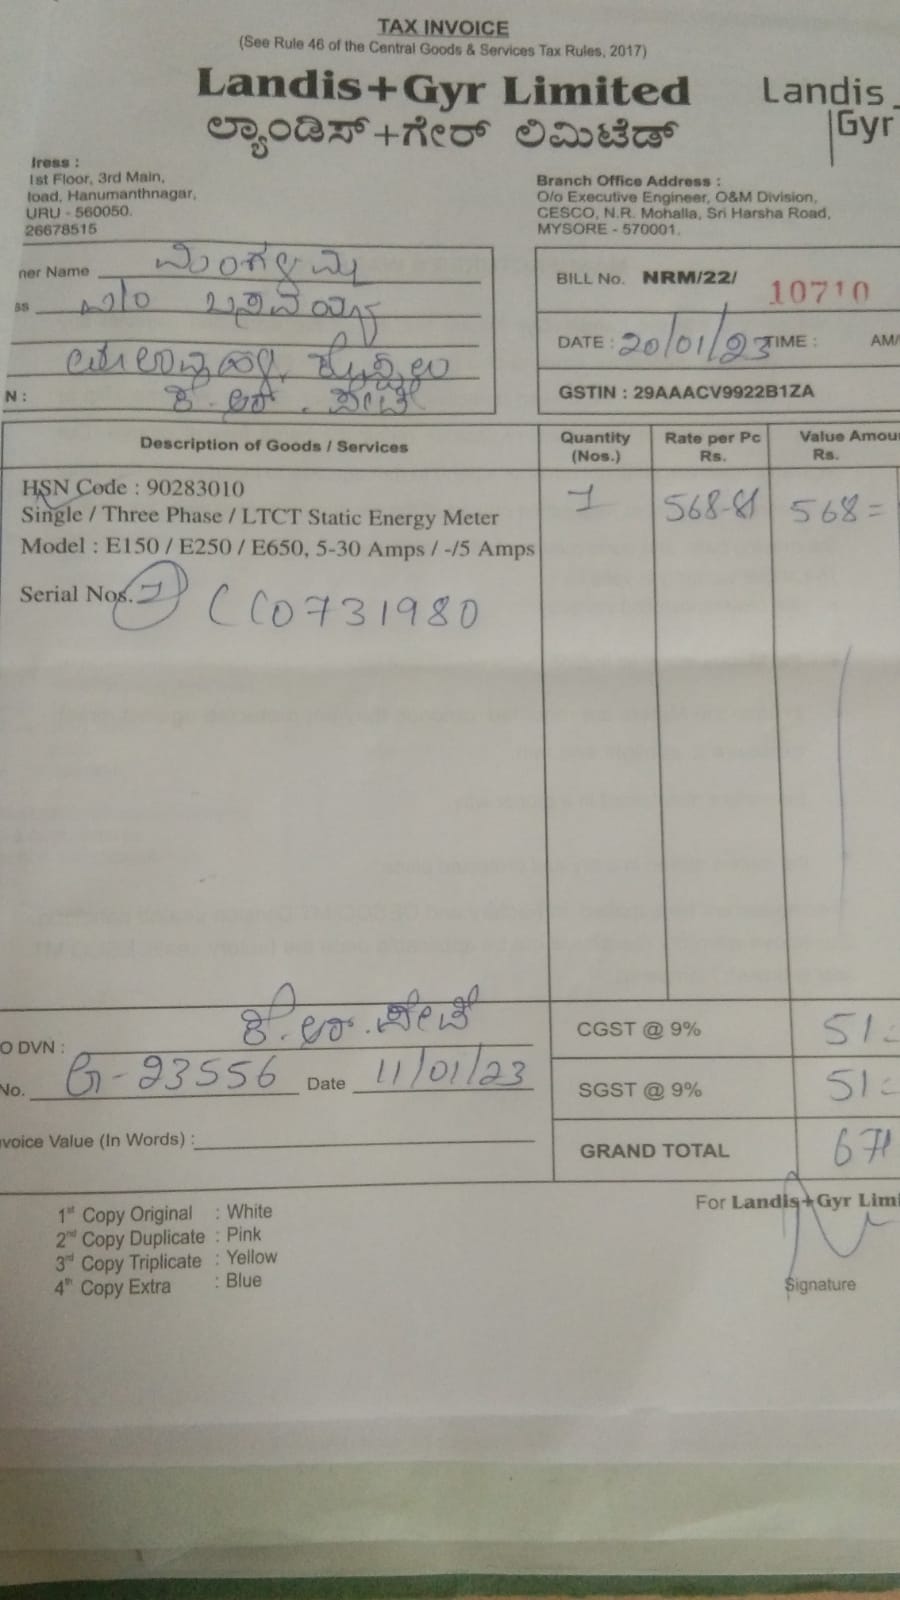 TAX INVOICE
(See Rule 46 of the Central Goods & Services Tax Rules, 2017)
Landis+Gyr Limited
ಲ್ಯಾಂಡಿಸ್+ಗೇರ್ ಲಿಮಿಟೆಡ್
Landis
Gyr
ress :
1st Floor, 3rd Main,
load, Hanumanthnagar,
URU - 560050.
26678515
Branch Office Address :
O/o Executive Engineer, O&M Division,
CESCO, N.R. Mohalla, Sri Harsha Road,
MYSORE - 570001.
ner Name
ss
ಕೆ.ಆರ್.ಪೇಟೆ
N :
BILL No. NRM/22/ 10710
DATE : 20/01/23 TIME : AM/
GSTIN : 29AAACV9922B1ZA
Description of Goods / Services
Quantity (Nos.)
Rate per Pc Rs.
Value Amou Rs.
HSN Code : 90283010
Single / Three Phase / LTCT Static Energy Meter
Model : E150 / E250 / E650, 5-30 Amps / -/5 Amps
1 568-81 568=
Serial Nos. 1 CC0731980
O DVN : ಕೆ.ಆರ್.ಪೇಟೆ
No. G-23556 Date 11/01/23
nvoice Value (In Words) :
CGST @ 9% 51=
SGST @ 9% 51=
GRAND TOTAL 671
1st Copy Original : White
2nd Copy Duplicate : Pink
3rd Copy Triplicate : Yellow
4th Copy Extra : Blue
For Landis+Gyr Limi
Signature